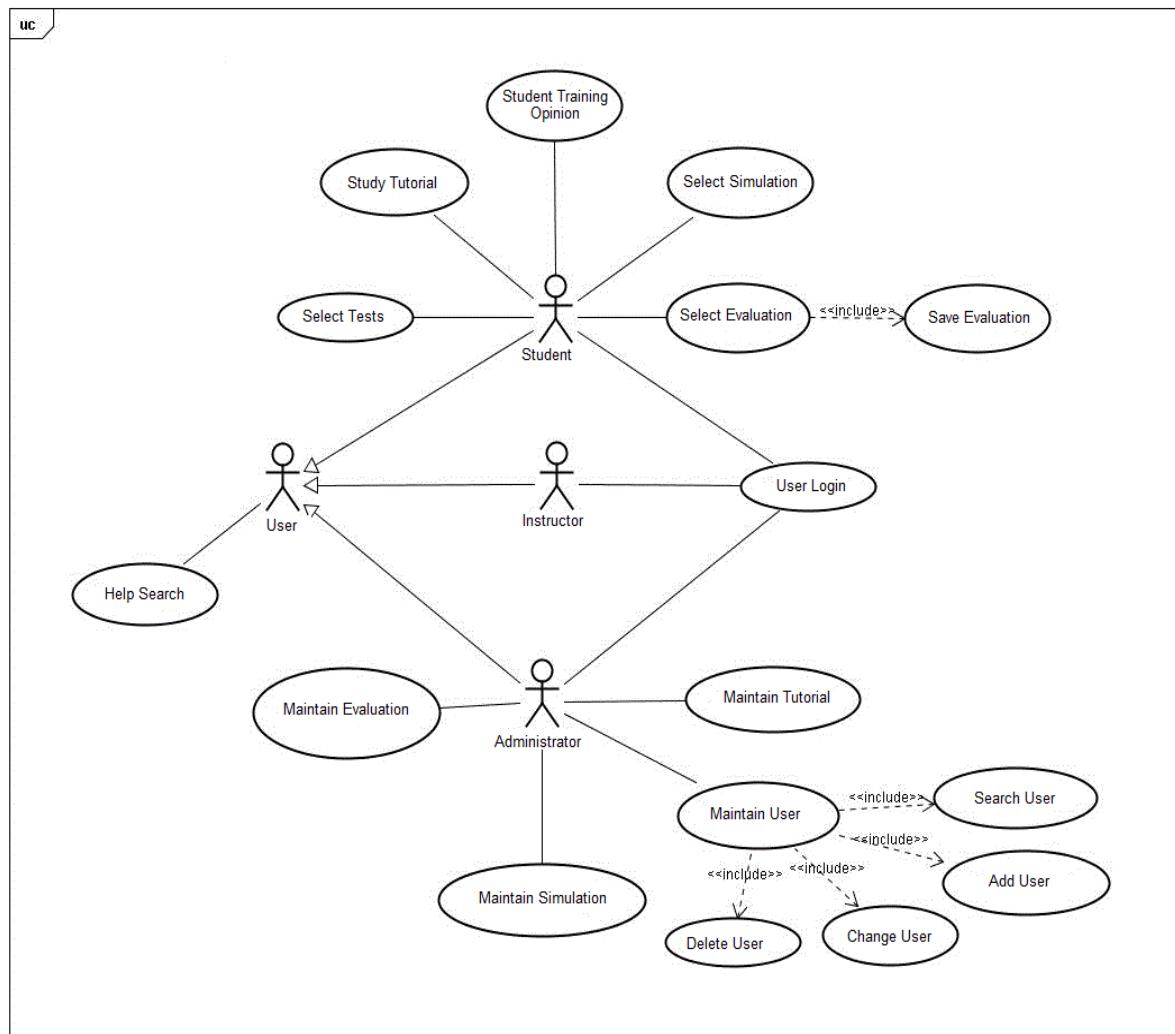 uc
Student Training
Opinion
Study Tutorial
Select Simulation
Select Tests
Student
Select Evaluation
<<include>>
Save Evaluation
User
Instructor
User Login
Help Search
Maintain Evaluation
Administrator
Maintain Tutorial
Maintain User
<<include>>
Search User
<<include>>
Add User
<<include>>
<<include>>
Maintain Simulation
Delete User
Change User